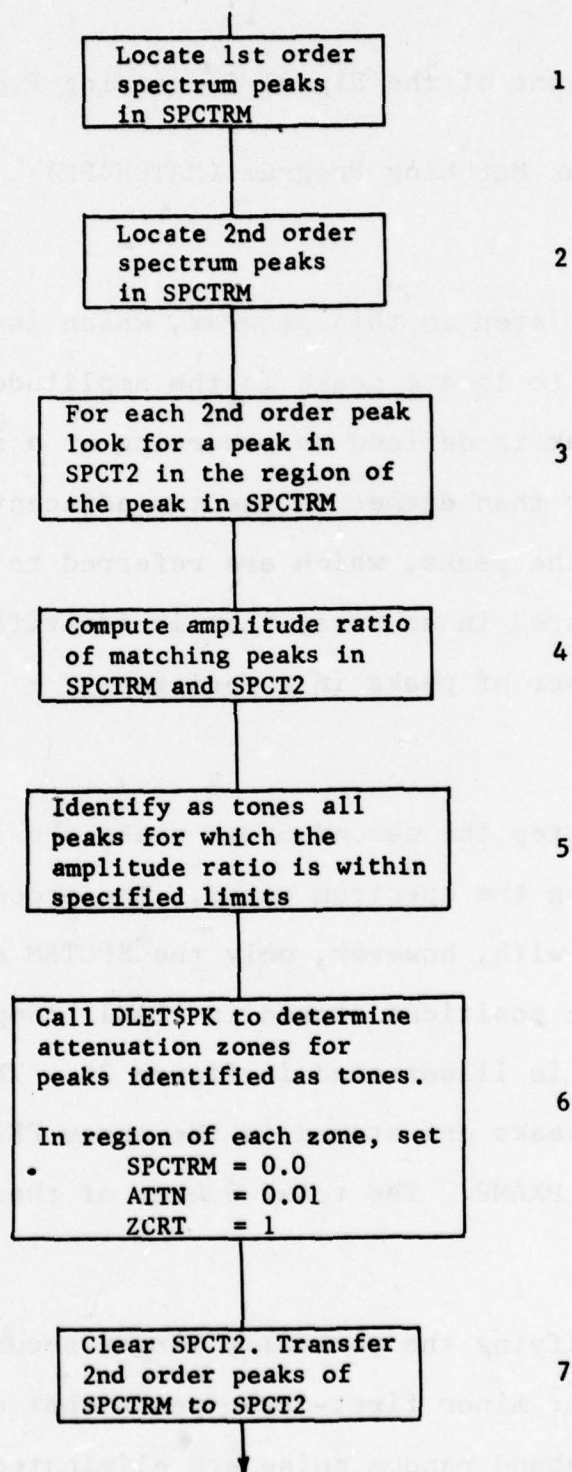 Locate 1st order
spectrum peaks
in SPCTRM
1
Locate 2nd order
spectrum peaks
in SPCTRM
2
For each 2nd order peak
look for a peak in
SPCT2 in the region of
the peak in SPCTRM
3
Compute amplitude ratio
of matching peaks in
SPCTRM and SPCT2
4
Identify as tones all
peaks for which the
amplitude ratio is within
specified limits
5
Call DLET$PK to determine
attenuation zones for
peaks identified as tones.
In region of each zone, set
SPCTRM = 0.0
ATTN = 0.01
ZCRT = 1
6
Clear SPCT2. Transfer
2nd order peaks of
SPCTRM to SPCT2
7